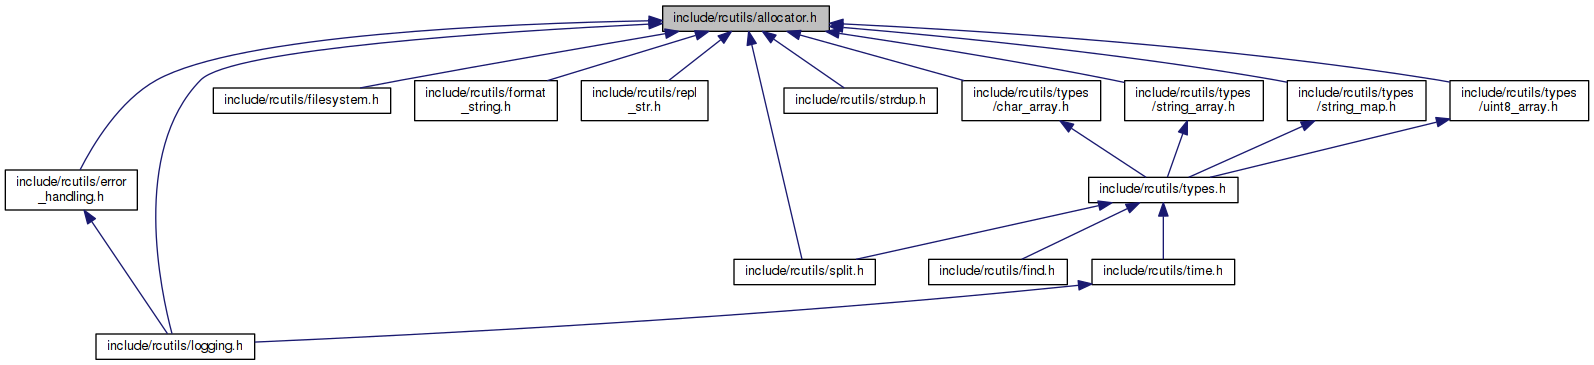 include/rcutils/allocator.h
include/rcutils/filesystem.h
include/rcutils/format
_string.h
include/rcutils/repl
_str.h
include/rcutils/strdup.h
include/rcutils/types
/char_array.h
include/rcutils/types
/string_array.h
include/rcutils/types
/string_map.h
include/rcutils/types
/uint8_array.h
include/rcutils/error
_handling.h
include/rcutils/types.h
include/rcutils/split.h
include/rcutils/find.h
include/rcutils/time.h
include/rcutils/logging.h